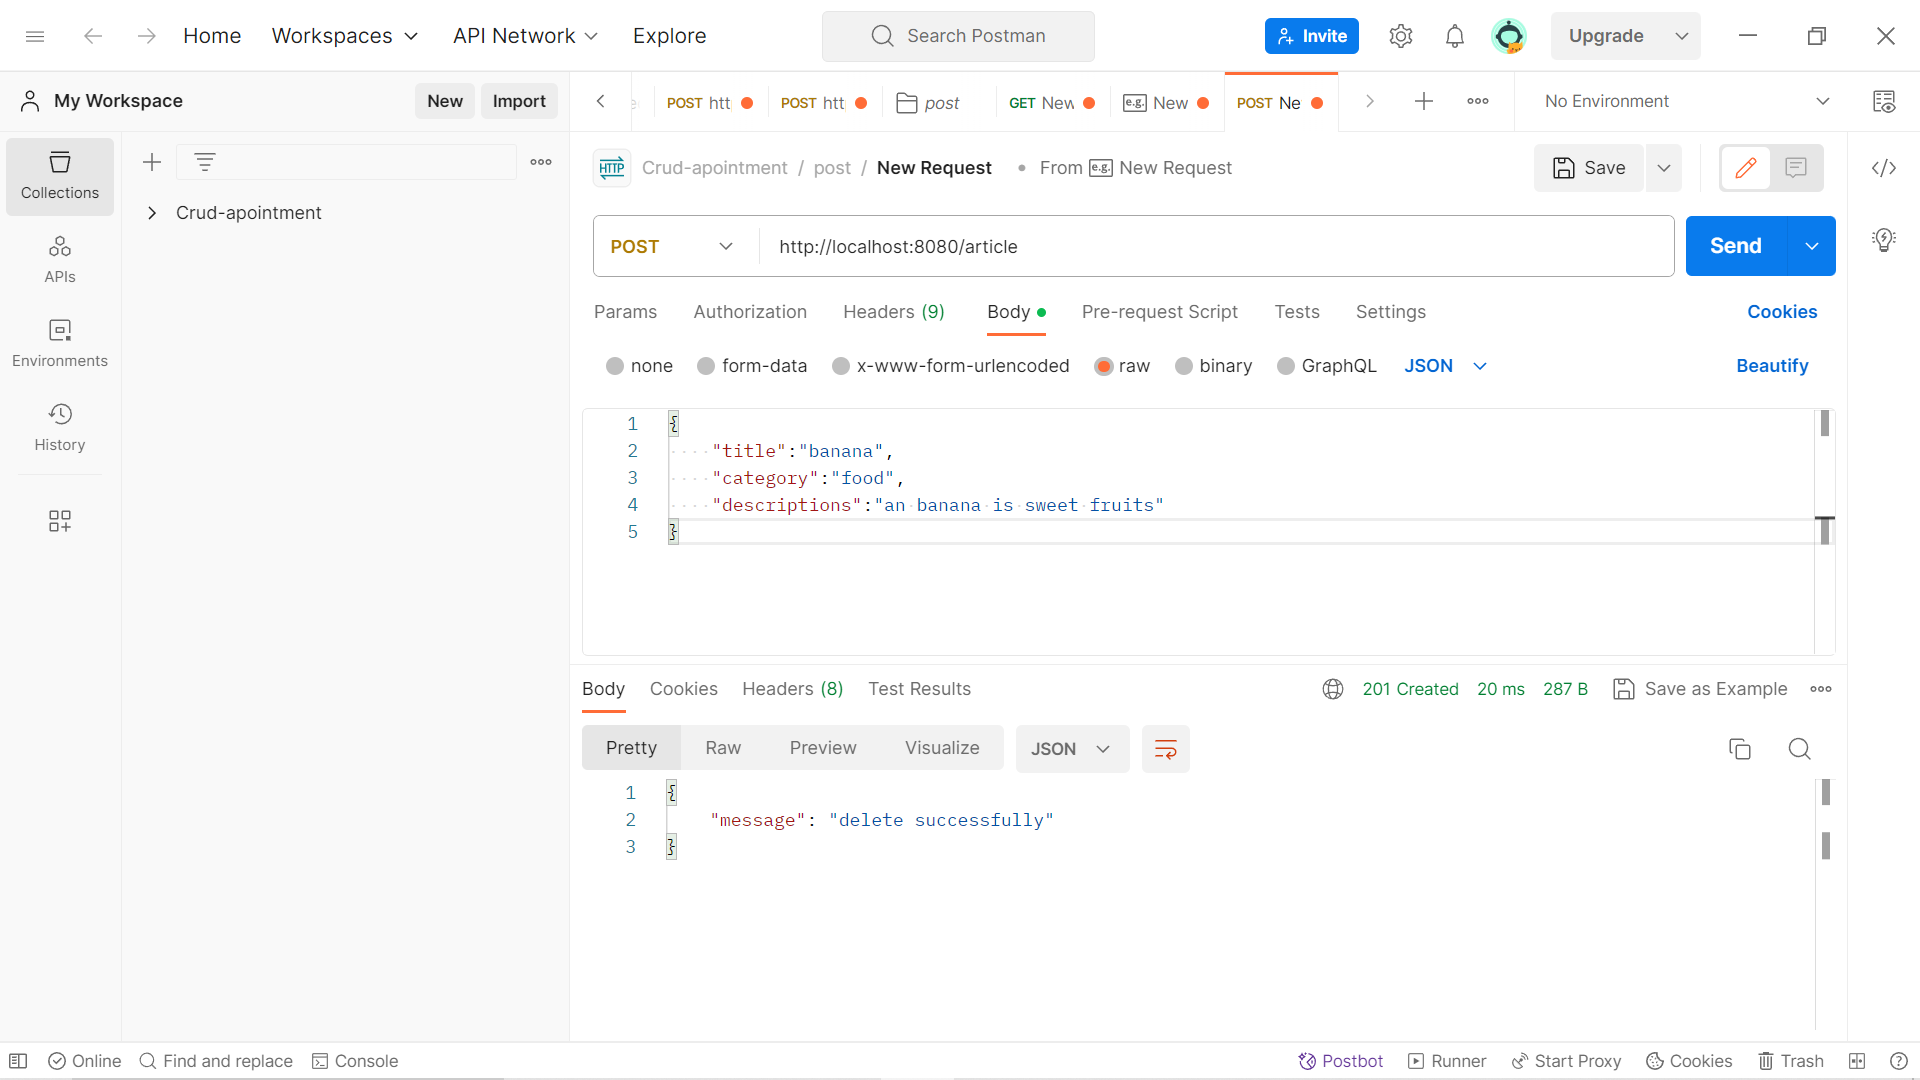 Home Workspaces API Network Explore Search Postman Invite Upgrade
My Workspace New Import POST htt POST htt post GET New e.g. New POST Ne No Environment
Collections
APIs
Environments
History
Crud-apointment
HTTP Crud-apointment / post / New Request From e.g. New Request Save
POST http://localhost:8080/article Send
Params Authorization Headers (9) Body Pre-request Script Tests Settings Cookies
none form-data x-www-form-urlencoded raw binary GraphQL JSON Beautify
1 {
2 "title":"banana",
3 "category":"food",
4 "descriptions":"an banana is sweet fruits"
5 }
Body Cookies Headers (8) Test Results 201 Created 20 ms 287 B Save as Example
Pretty Raw Preview Visualize JSON
1 {
2 "message": "delete successfully"
3 }
Online Find and replace Console Postbot Runner Start Proxy Cookies Trash